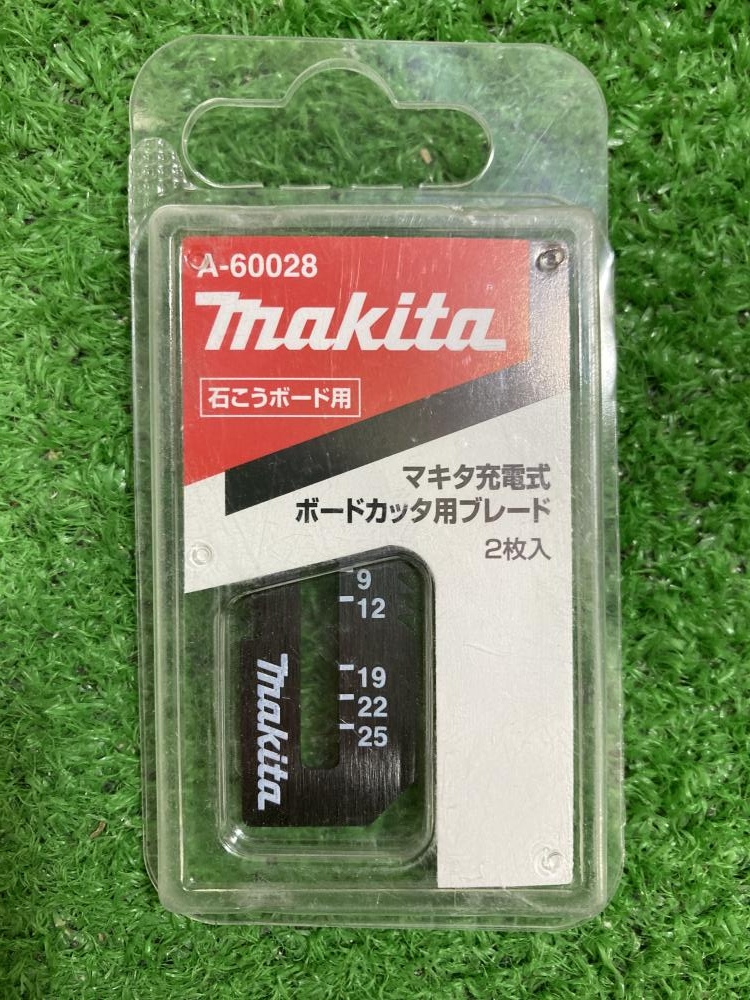 A-60028
makita
石こうボード用
マキタ充電式
ボードカッタ用ブレード
2枚入
9
12
19
22
25
makita